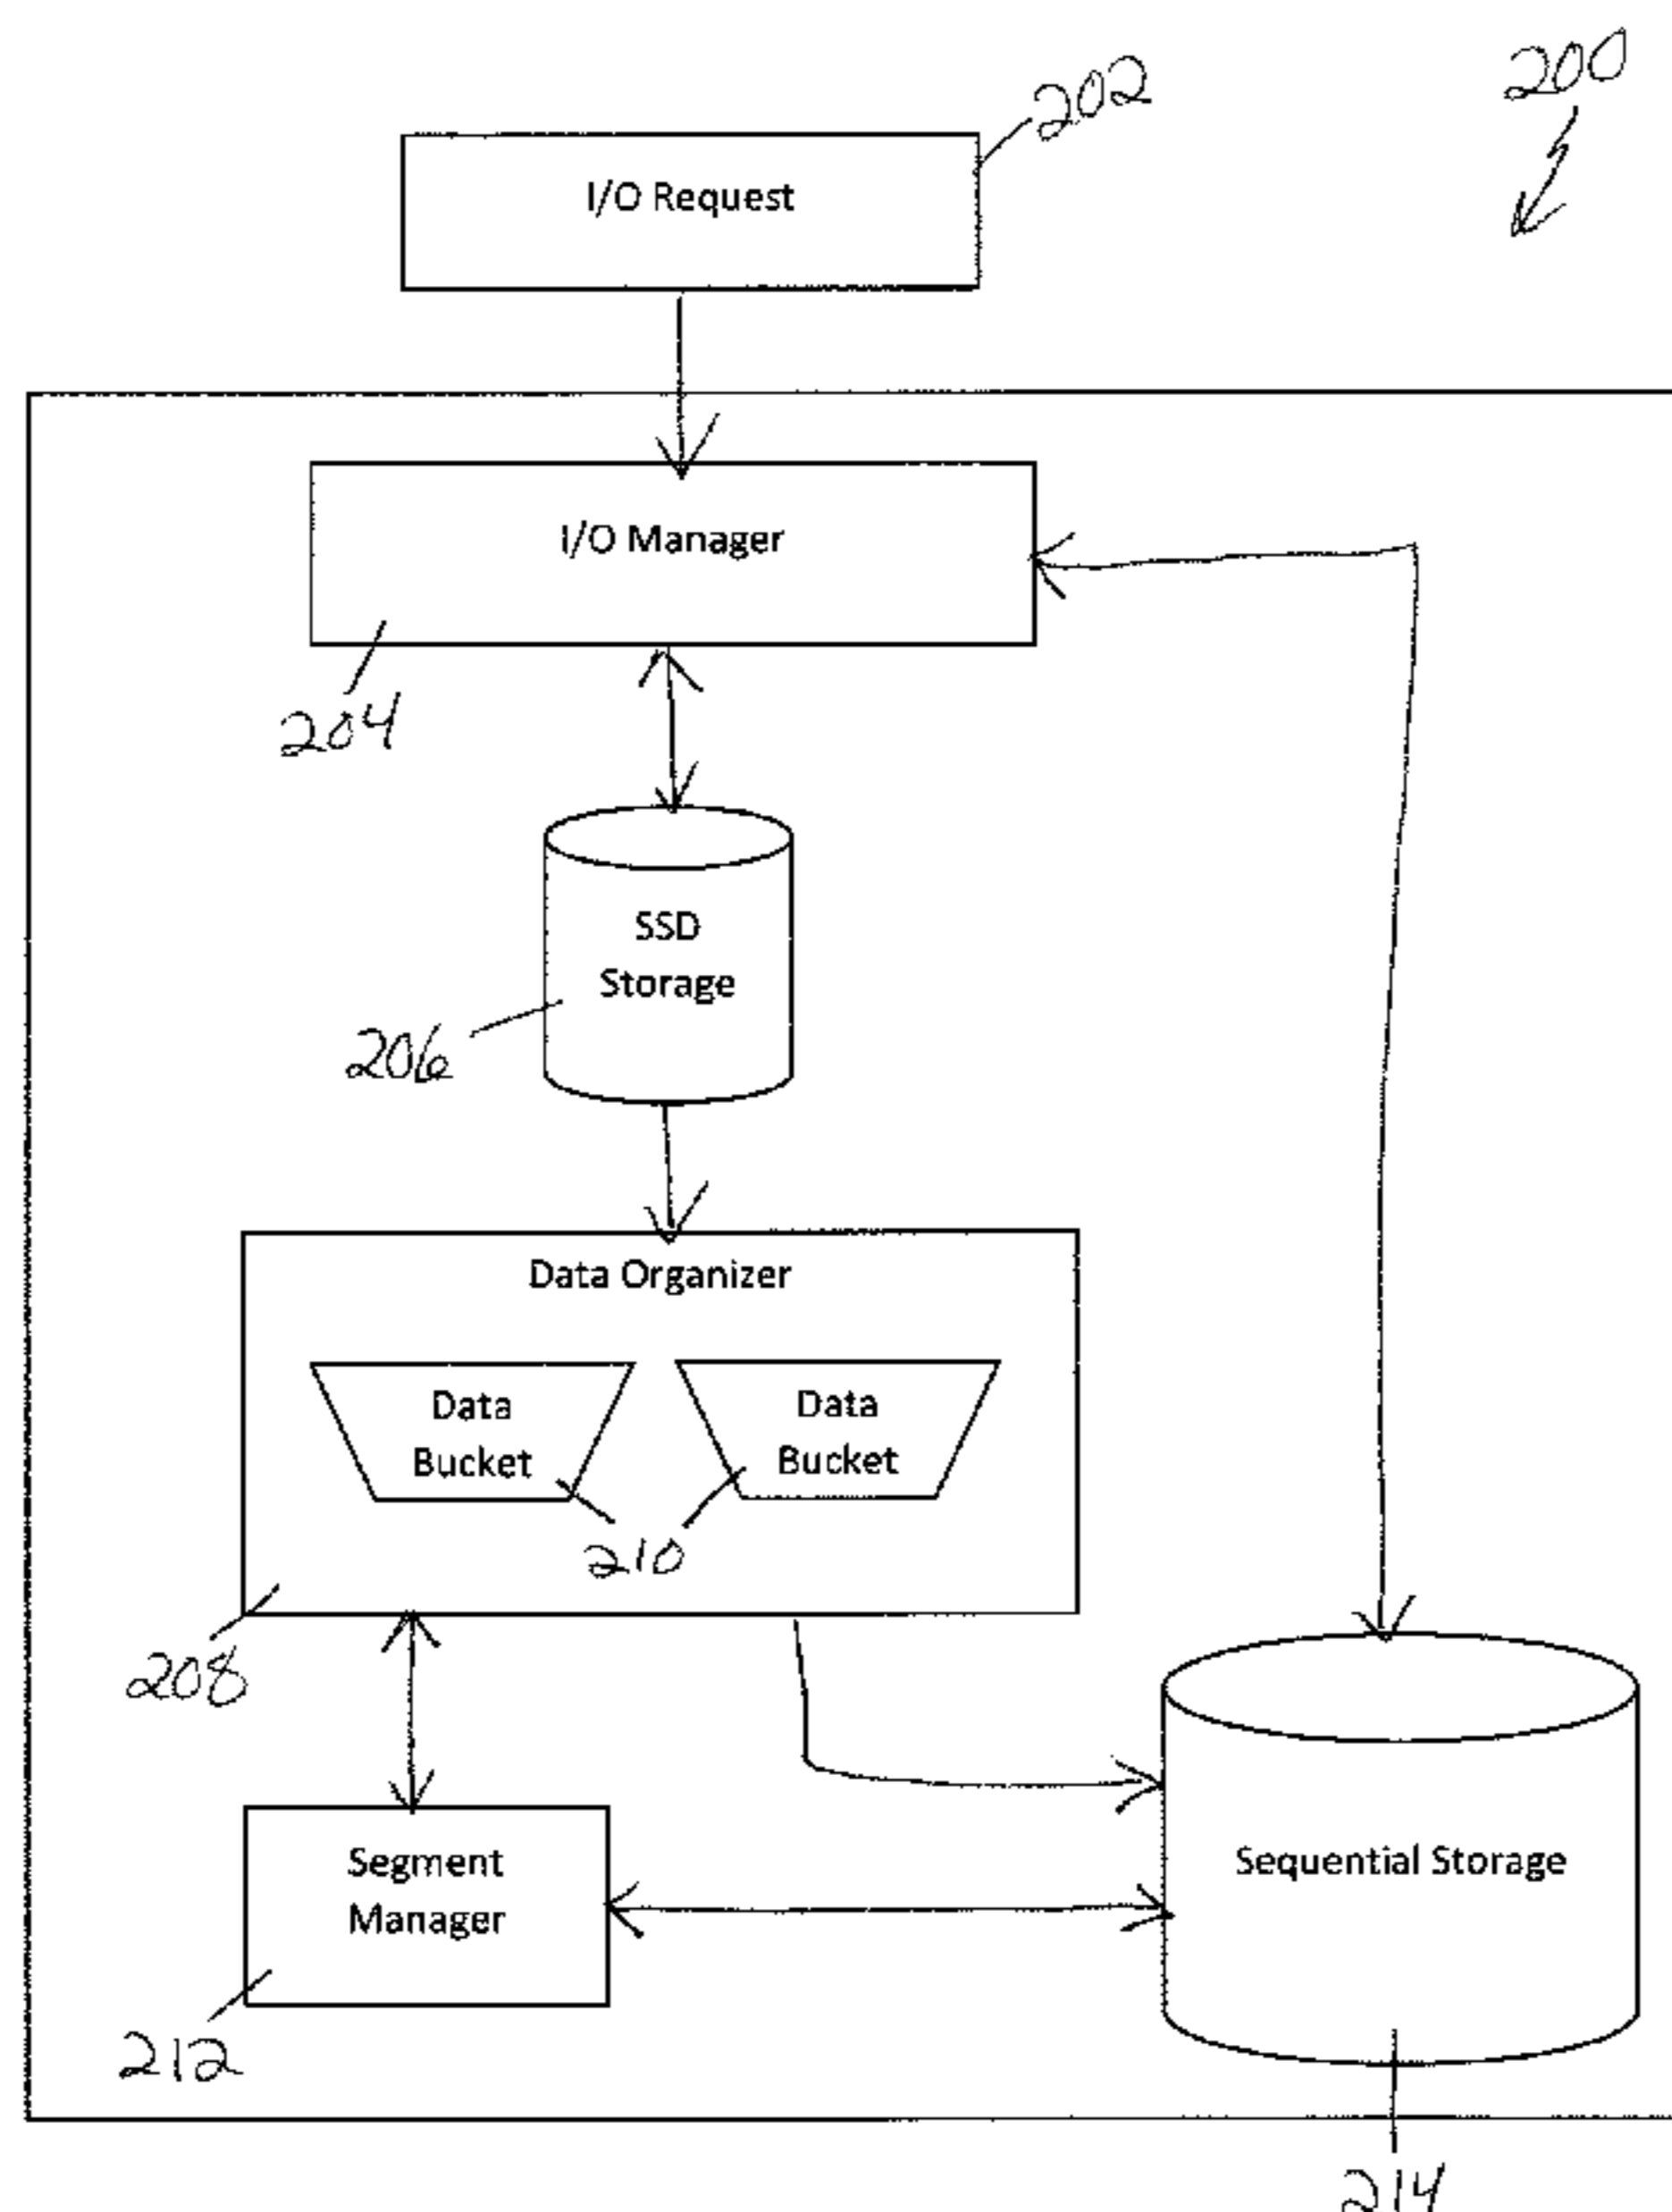 200
202
I/O Request
I/O Manager
204
SSD
Storage
206
Data Organizer
Data
Bucket
Data
Bucket
210
208
Segment
Manager
Sequential Storage
212
214